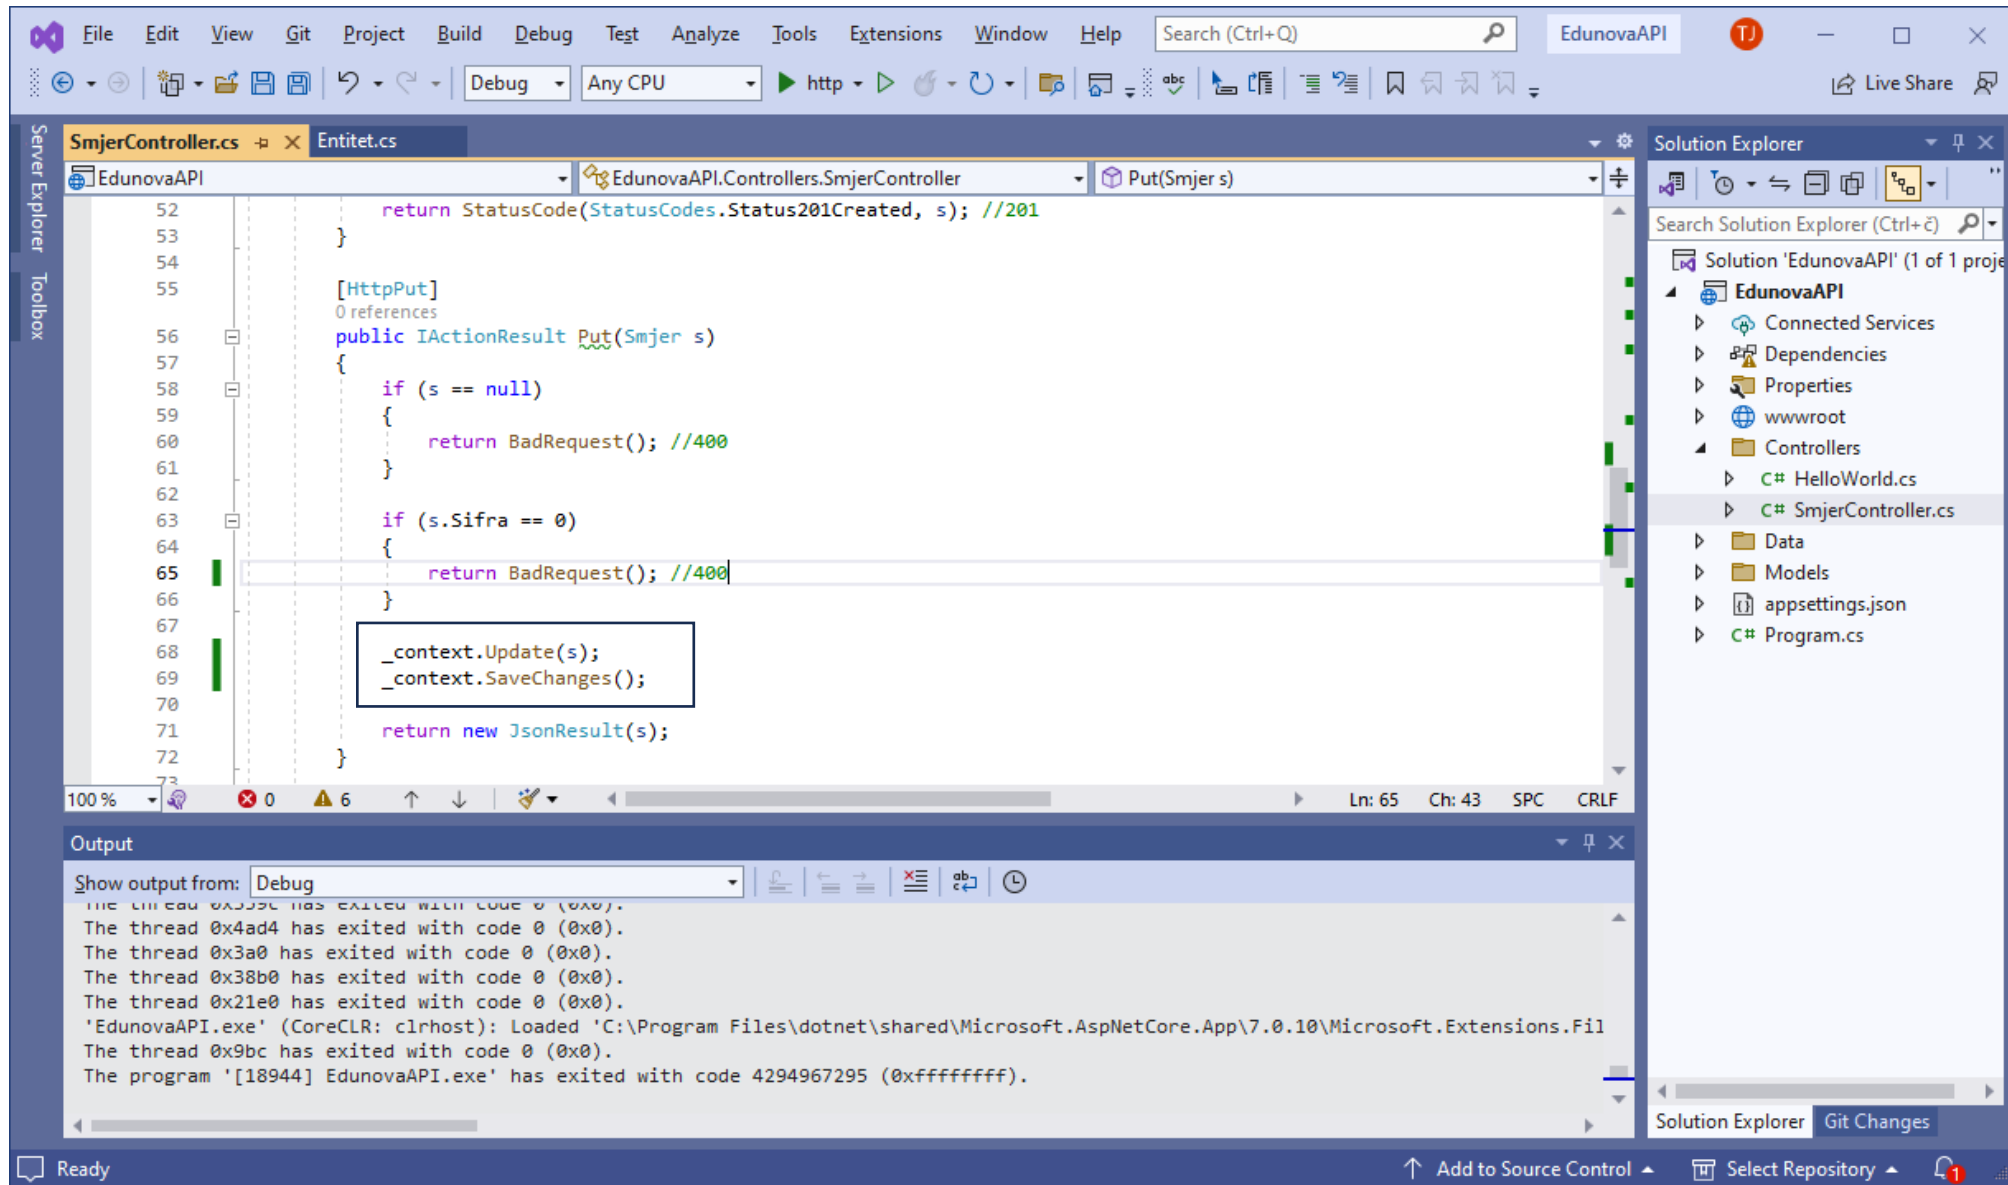 File Edit View Git Project Build Debug Test Analyze Tools Extensions Window Help Search (Ctrl+Q) EdunovaAPI TJ
Debug Any CPU http Live Share
Server Explorer
Toolbox
SmjerController.cs Entitet.cs
EdunovaAPI EdunovaAPI.Controllers.SmjerController Put(Smjer s)
52 return StatusCode(StatusCodes.Status201Created, s); //201
53 }
54
55 [HttpPut]
0 references
56 public IActionResult Put(Smjer s)
57 {
58 if (s == null)
59 {
60 return BadRequest(); //400
61 }
62
63 if (s.Sifra == 0)
64 {
65 return BadRequest(); //400
66 }
67
68 _context.Update(s);
69 _context.SaveChanges();
70
71 return new JsonResult(s);
72 }
73
100 % 0 6 Ln: 65 Ch: 43 SPC CRLF
Output
Show output from: Debug
The thread 0x559c has exited with code 0 (0x0).
The thread 0x4ad4 has exited with code 0 (0x0).
The thread 0x3a0 has exited with code 0 (0x0).
The thread 0x38b0 has exited with code 0 (0x0).
The thread 0x21e0 has exited with code 0 (0x0).
'EdunovaAPI.exe' (CoreCLR: clrhost): Loaded 'C:\Program Files\dotnet\shared\Microsoft.AspNetCore.App\7.0.10\Microsoft.Extensions.Fil
The thread 0x9bc has exited with code 0 (0x0).
The program '[18944] EdunovaAPI.exe' has exited with code 4294967295 (0xffffffff).
Solution Explorer
Search Solution Explorer (Ctrl+č)
Solution 'EdunovaAPI' (1 of 1 proje
EdunovaAPI
Connected Services
Dependencies
Properties
wwwroot
Controllers
C# HelloWorld.cs
C# SmjerController.cs
Data
Models
appsettings.json
C# Program.cs
Solution Explorer Git Changes
Ready Add to Source Control Select Repository 1